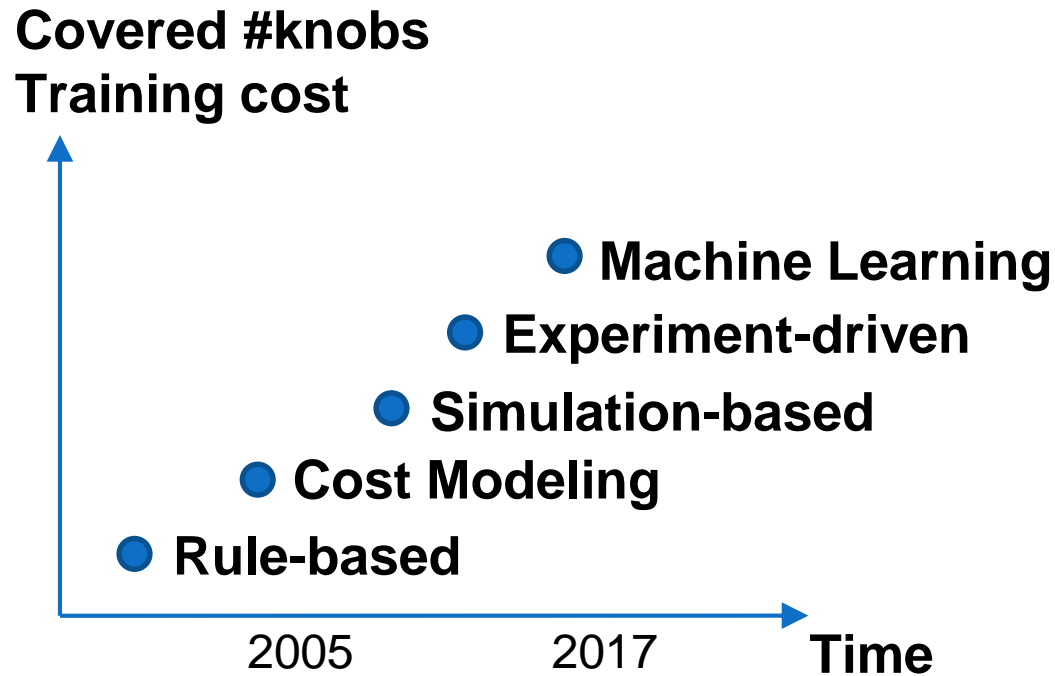 Covered #knobs
Training cost
Machine Learning
Experiment-driven
Simulation-based
Cost Modeling
Rule-based
2005 2017 Time